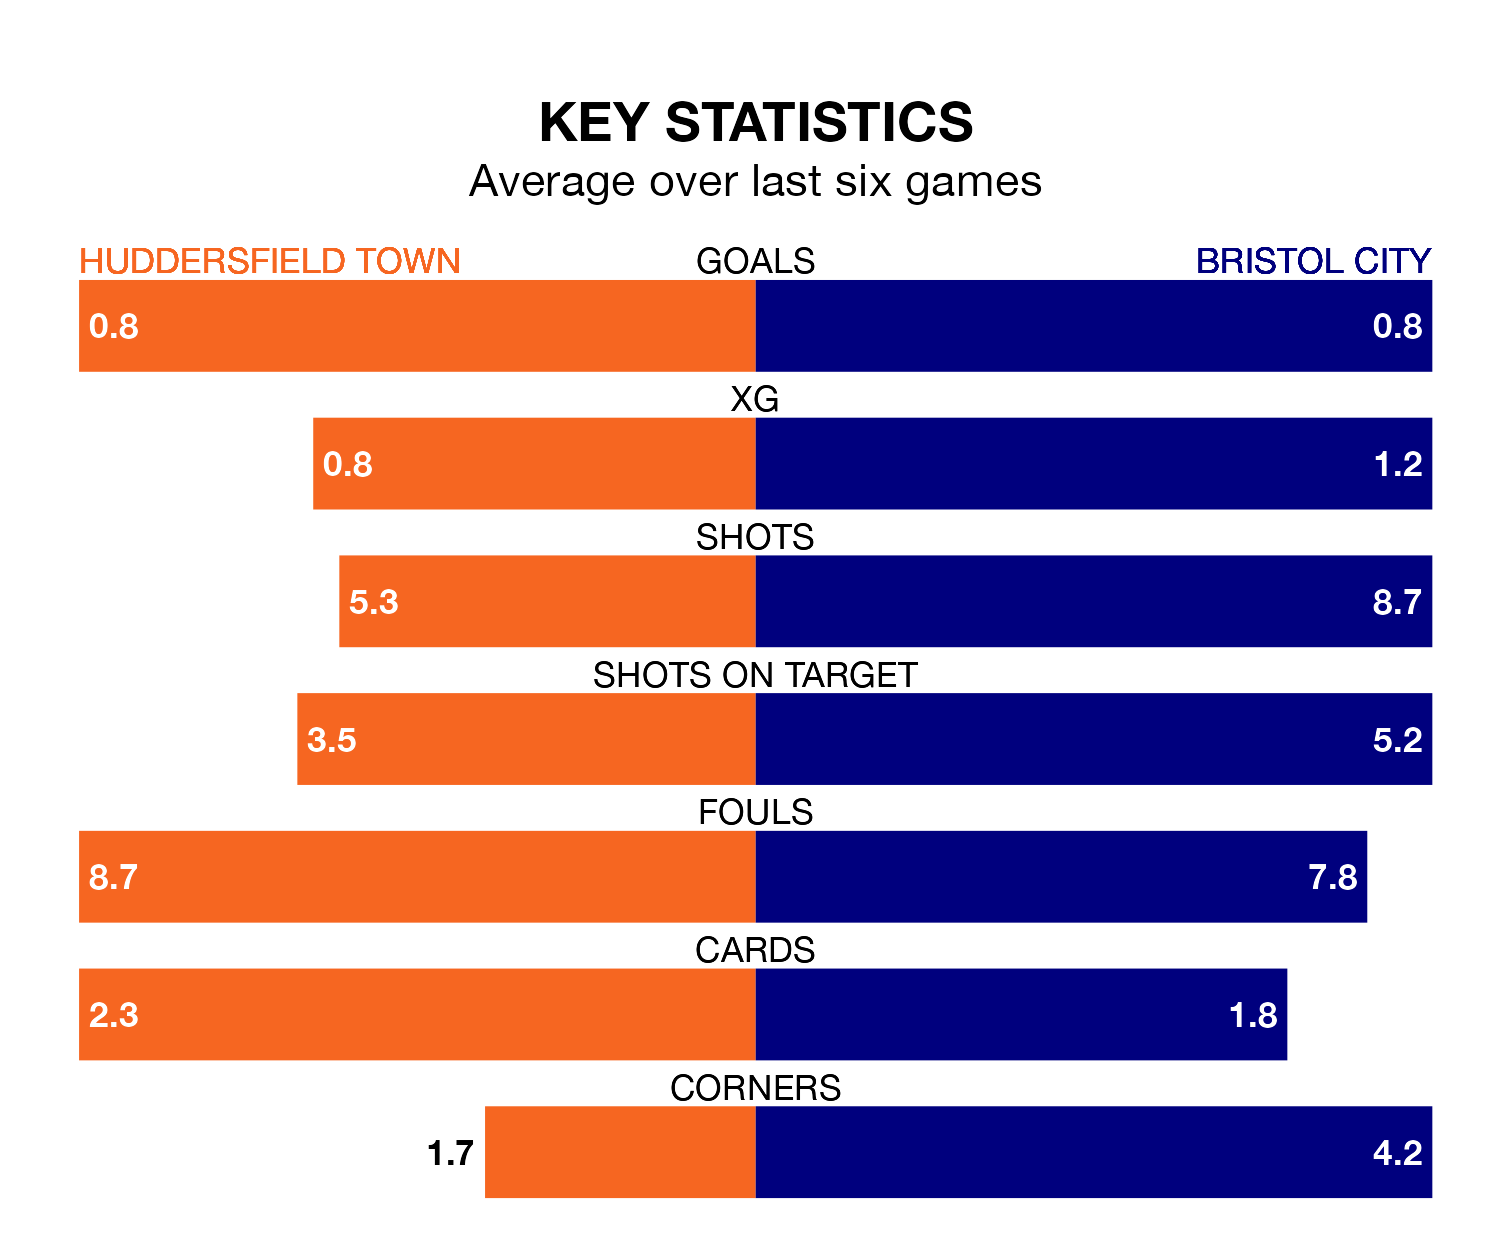 KEY STATISTICS
Average over last six games
HUDDERSFIELD TOWN GOALS BRISTOL CITY
0.8 0.8
XG
0.8 1.2
SHOTS
5.3 8.7
SHOTS ON TARGET
3.5 5.2
FOULS
8.7 7.8
CARDS
2.3 1.8
CORNERS
1.7 4.2